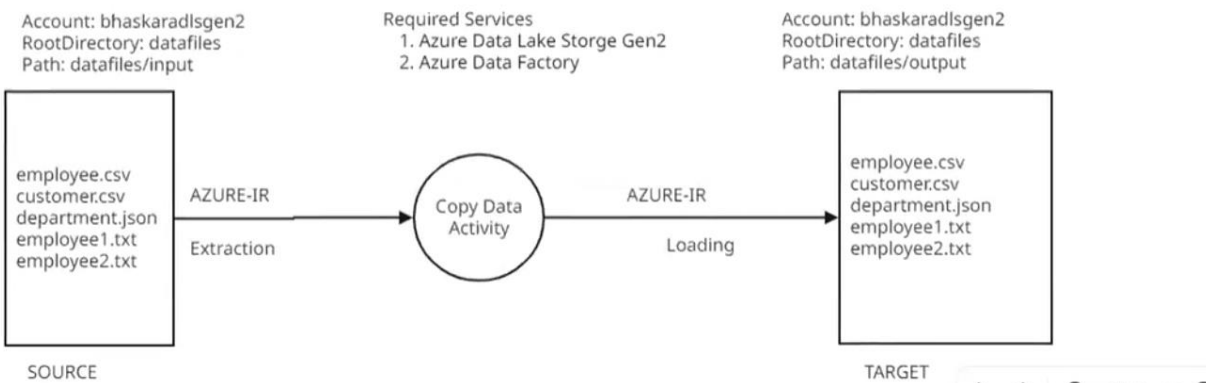 Account: bhaskaradlsgen2
RootDirectory: datafiles
Path: datafiles/input
Required Services
1. Azure Data Lake Storge Gen2
2. Azure Data Factory
Account: bhaskaradlsgen2
RootDirectory: datafiles
Path: datafiles/output
employee.csv
customer.csv
department.json
employee1.txt
employee2.txt
AZURE-IR
Extraction
Copy Data
Activity
AZURE-IR
Loading
employee.csv
customer.csv
department.json
employee1.txt
employee2.txt
SOURCE
TARGET